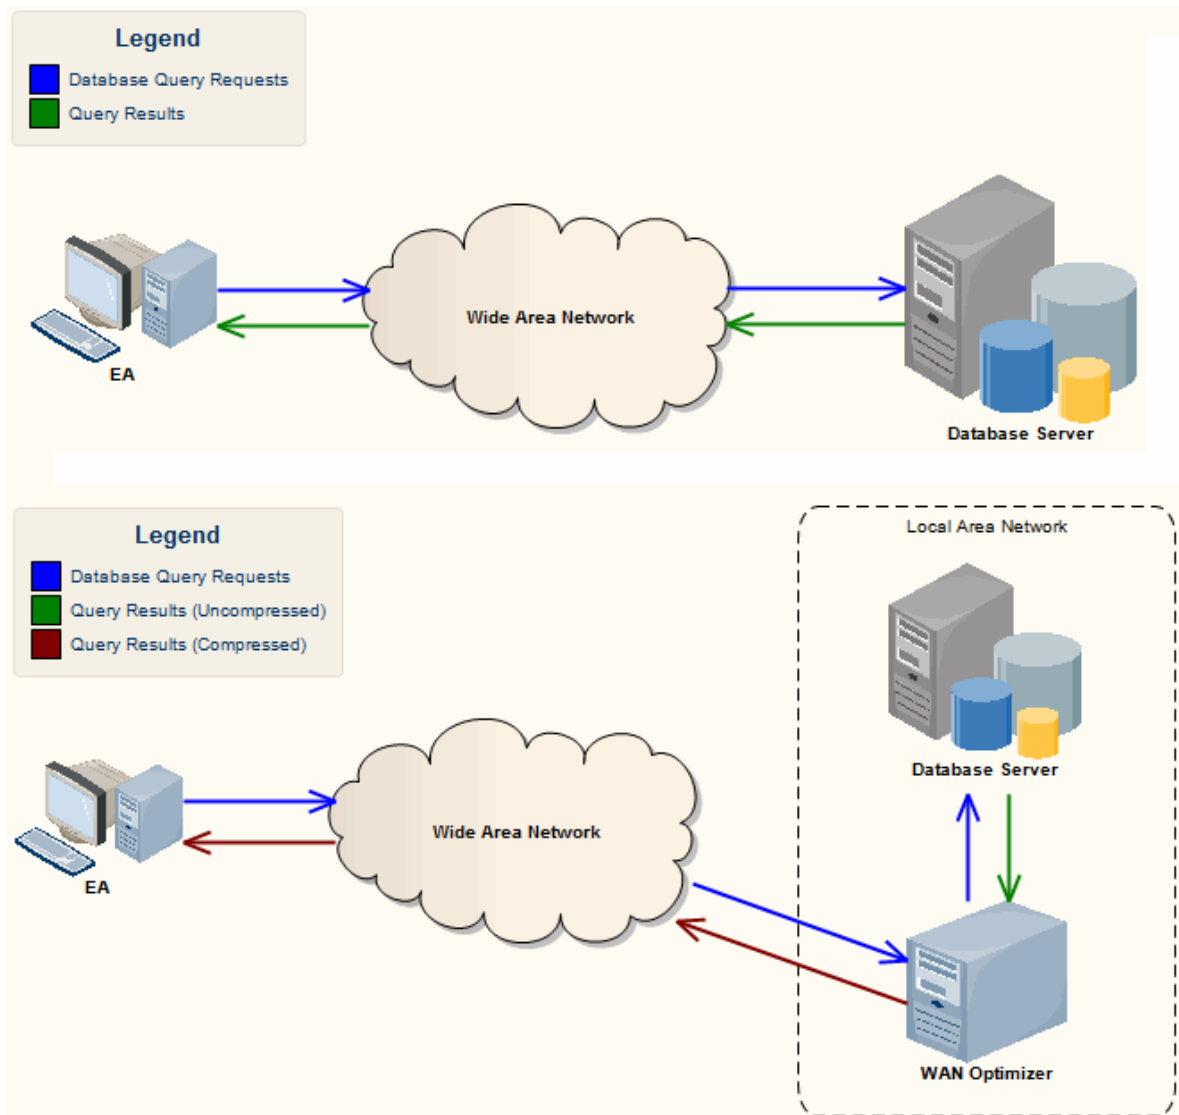 Legend
Database Query Requests
Query Results
Wide Area Network
EA
Database Server
Legend
Database Query Requests
Query Results (Uncompressed)
Query Results (Compressed)
Local Area Network
Database Server
Wide Area Network
EA
WAN Optimizer